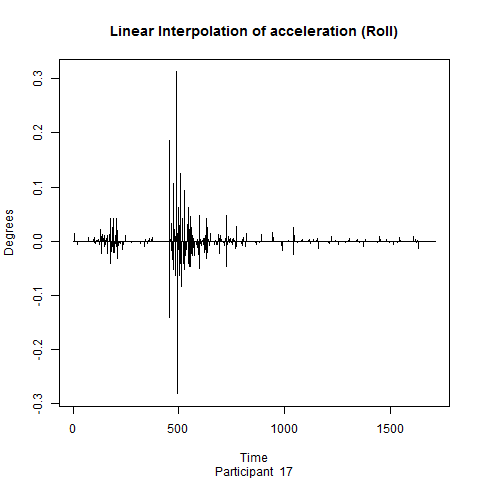 Linear Interpolation of acceleration (Roll)
0.3
0.2
0.1
0.0
-0.1
-0.2
-0.3
Degrees
0 500 1000 1500
Time
Participant 17